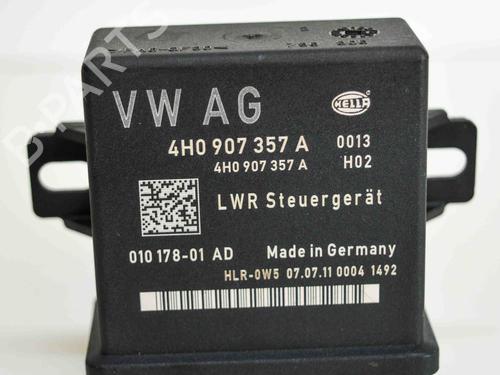 VW AG
HELLA
4H0 907 357 A 0013
4H0 907 357 A H02
LWR Steuergerät
010 178-01 AD Made in Germany
HLR-0W5 07.07.11 0004 1492
B-PARTS